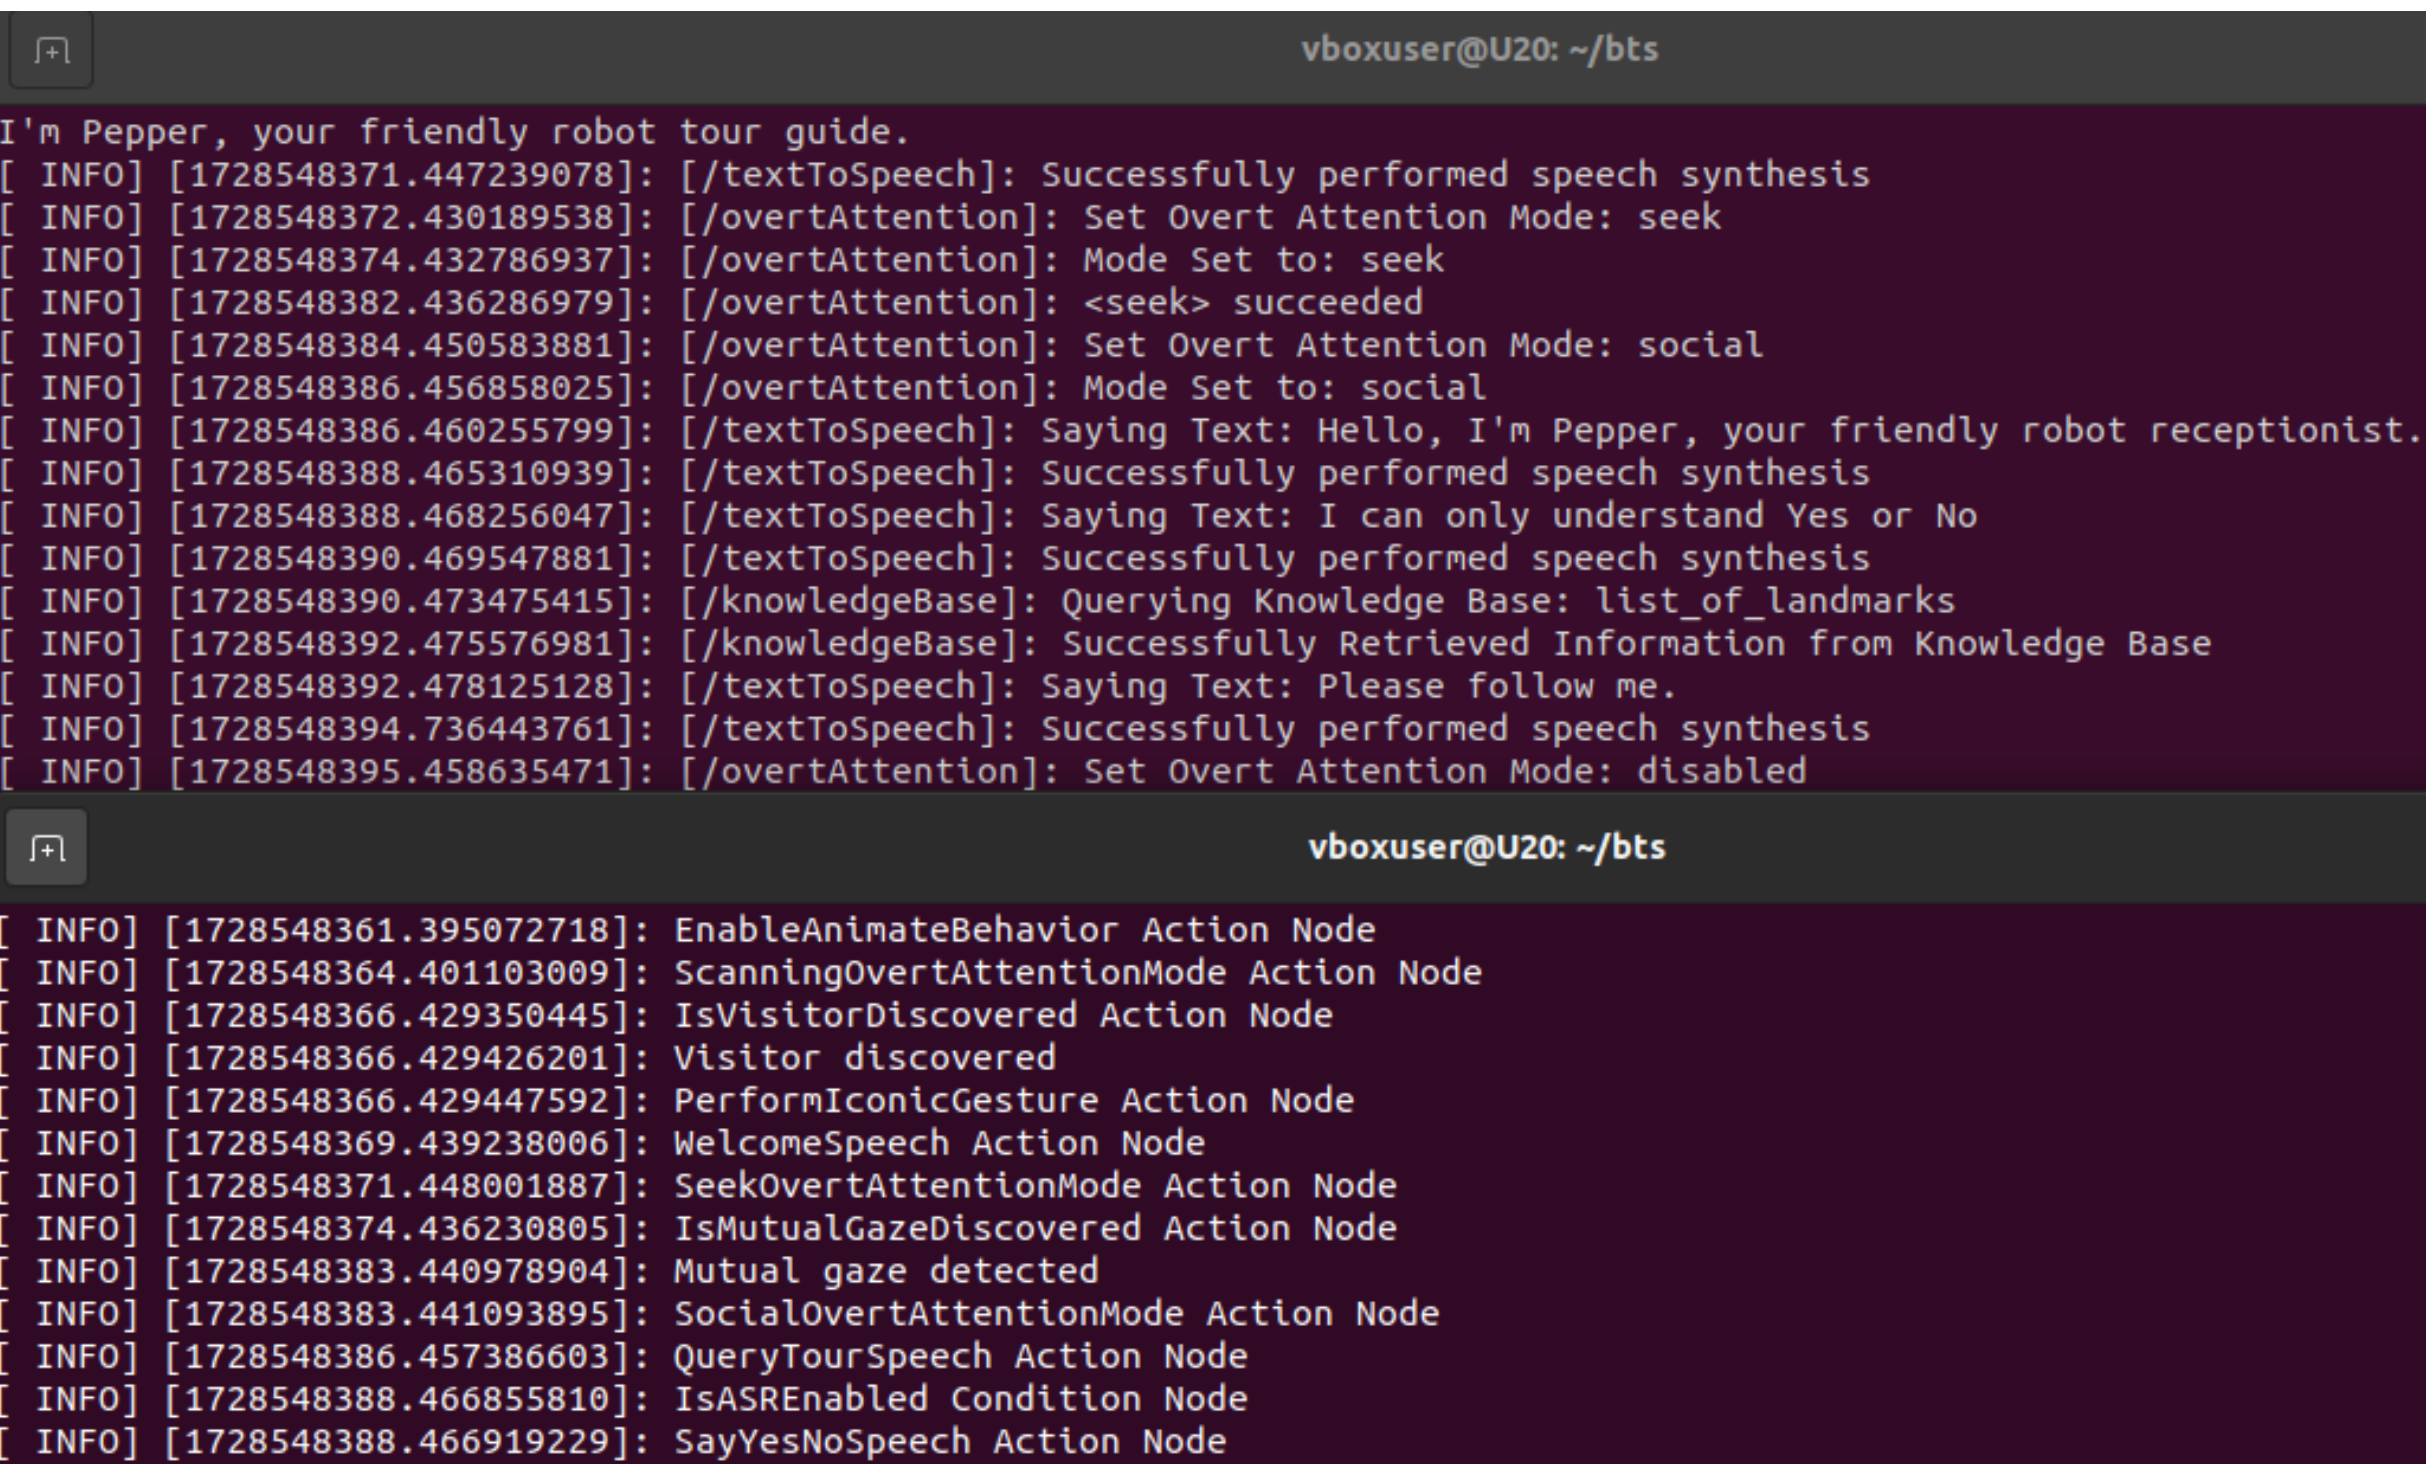 vboxuser@U20: ~/bts
I'm Pepper, your friendly robot tour guide.
[ INFO] [1728548371.447239078]: [/textToSpeech]: Successfully performed speech synthesis
[ INFO] [1728548372.430189538]: [/overtAttention]: Set Overt Attention Mode: seek
[ INFO] [1728548374.432786937]: [/overtAttention]: Mode Set to: seek
[ INFO] [1728548382.436286979]: [/overtAttention]: <seek> succeeded
[ INFO] [1728548384.450583881]: [/overtAttention]: Set Overt Attention Mode: social
[ INFO] [1728548386.456858025]: [/overtAttention]: Mode Set to: social
[ INFO] [1728548386.460255799]: [/textToSpeech]: Saying Text: Hello, I'm Pepper, your friendly robot receptionist.
[ INFO] [1728548388.465310939]: [/textToSpeech]: Successfully performed speech synthesis
[ INFO] [1728548388.468256047]: [/textToSpeech]: Saying Text: I can only understand Yes or No
[ INFO] [1728548390.469547881]: [/textToSpeech]: Successfully performed speech synthesis
[ INFO] [1728548390.473475415]: [/knowledgeBase]: Querying Knowledge Base: list_of_landmarks
[ INFO] [1728548392.475576981]: [/knowledgeBase]: Successfully Retrieved Information from Knowledge Base
[ INFO] [1728548392.478125128]: [/textToSpeech]: Saying Text: Please follow me.
[ INFO] [1728548394.736443761]: [/textToSpeech]: Successfully performed speech synthesis
[ INFO] [1728548395.458635471]: [/overtAttention]: Set Overt Attention Mode: disabled
vboxuser@U20: ~/bts
[ INFO] [1728548361.395072718]: EnableAnimateBehavior Action Node
[ INFO] [1728548364.401103009]: ScanningOvertAttentionMode Action Node
[ INFO] [1728548366.429350445]: IsVisitorDiscovered Action Node
[ INFO] [1728548366.429426201]: Visitor discovered
[ INFO] [1728548366.429447592]: PerformIconicGesture Action Node
[ INFO] [1728548369.439238006]: WelcomeSpeech Action Node
[ INFO] [1728548371.448001887]: SeekOvertAttentionMode Action Node
[ INFO] [1728548374.436230805]: IsMutualGazeDiscovered Action Node
[ INFO] [1728548383.440978904]: Mutual gaze detected
[ INFO] [1728548383.441093895]: SocialOvertAttentionMode Action Node
[ INFO] [1728548386.457386603]: QueryTourSpeech Action Node
[ INFO] [1728548388.466855810]: IsASREnabled Condition Node
[ INFO] [1728548388.466919229]: SayYesNoSpeech Action Node